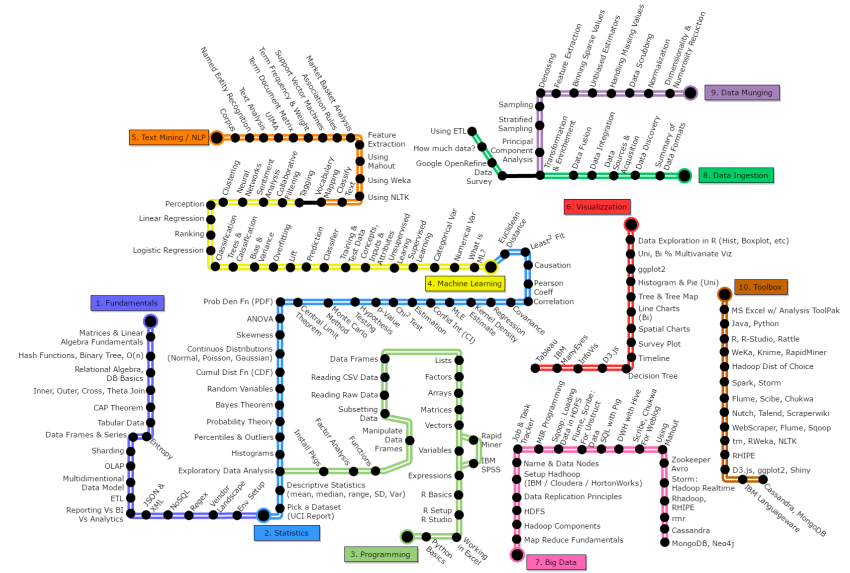 1. Fundamentals
Matrices & Linear
Algebra Fundamentals
Hash Functions, Binary Tree, O(n)
Relational Algebra,
DB Basics
Inner, Outer, Cross, Theta Join
CAP Theorem
Tabular Data
Data Frames & Series
Entropy
Sharding
OLAP
Multidimentional
Data Model
ETL
Reporting Vs BI
Vs Analytics
JSON &
XML
NoSQL
Regex
Vendor
Landscape
Env Setup
2. Statistics
Pick a Dataset
(UCI Report)
Descriptive Statistics
(mean, median, range, SD, Var)
Exploratory Data Analysis
Histograms
Percentiles & Outliers
Probability Theory
Bayes Theorem
Random Variables
Cumul Dist Fn (CDF)
Continuos Distributions
(Normal, Poisson, Gaussian)
Skewness
ANOVA
Prob Den Fn (PDF)
Central Limit
Theorem
Monte Carlo
Method
Hypothesis
Testing
p-Value
Chi² Test
Estimation
Confid Int (CI)
MLE
Kernel Density
Estimate
Regression
Covariance
Correlation
Pearson
Coeff
Causation
Least² Fit
Euclidean
Distance
3. Programming
Python
Basics
Working
in Excel
R Setup
R Studio
R Basics
Expressions
IBM
SPSS
Rapid
Miner
Variables
Vectors
Matrices
Arrays
Factors
Lists
Data Frames
Reading CSV Data
Reading Raw Data
Subsetting
Data
Manipulate
Data
Frames
Functions
Factor Analysis
Install Pkgs
4. Machine Learning
What is
ML?
Numerical Var
Categorical Var
Supervised
Learning
Unsupervised
Learning
Concepts,
Inputs &
Attributes
Training &
Test Data
Classifier
Prediction
Lift
Overfitting
Bias &
Variance
Trees &
Classification
Classification
Logistic Regression
Ranking
Linear Regression
Perception
Clustering
Neural
Networks
Sentiment
Analysis
Collaborative
Filtering
Tagging
Vocabulary
Mapping
Classify
Text
5. Text Mining / NLP
Corpus
Named Entity Recognition
Text Analysis
UIMA
Term Document Matrix
Term Frequency & Weight
Support Vector Machines
Association Rules
Market Basket Analysis
Feature
Extraction
Using
Mahout
Using Weka
Using NLTK
6. Visualizzation
Data Exploration in R (Hist, Boxplot, etc)
Uni, Bi % Multivariate Viz
ggplot2
Histogram & Pie (Uni)
Tree & Tree Map
Line Charts
(Bi)
Spatial Charts
Survey Plot
Timeline
Decision Tree
D3.js
InfoVis
IBM
ManyEyes
Tableau
7. Big Data
Map Reduce Fundamentals
Hadoop Components
HDFS
Data Replication Principles
Setup Hadhoop
(IBM / Cloudera / HortonWorks)
Name & Data Nodes
Job & Task
Tracker:
M/R Programming
Sqoop: Loading
Data in HDFS
Flume, Scribe:
For Unstruct
Data
SQL with Pig
DWH with Hive
Scribe, Chukwa
For Weblog
Using
Mahout
Zookeeper
Avro
Storm:
Hadoop Realtime
Rhadoop,
RHIPE
rmr
Cassandra
MongoDB, Neo4j
8. Data Ingestion
Summary of
Data Formats
Data Discovery
Data
Sources &
Acquisition
Data Integration
Data Fusion
Transformation
& Enrichement
Data
Survey
Google OpenRefine
How much data?
Using ETL
9. Data Munging
Dimensionality &
Numerosity Recuction
Normalization
Data Scrubbing
Handling Missing Values
Unbiased Estimators
Binning Sparse Values
Feature Extraction
Denoising
Sampling
Stratified
Sampling
Principal
Component
Analysis
10. Toolbox
MS Excel w/ Analysis ToolPak
Java, Python
R, R-Studio, Rattle
WeKa, Knime, RapidMiner
Hadoop Dist of Choice
Spark, Storm
Flume, Scibe, Chukwa
Nutch, Talend, Scraperwiki
WebScraper, Flume, Sqoop
tm, RWeka, NLTK
RHIPE
D3.js, ggplot2, Shiny
IBM Languageware
Cassandra, MongoDB